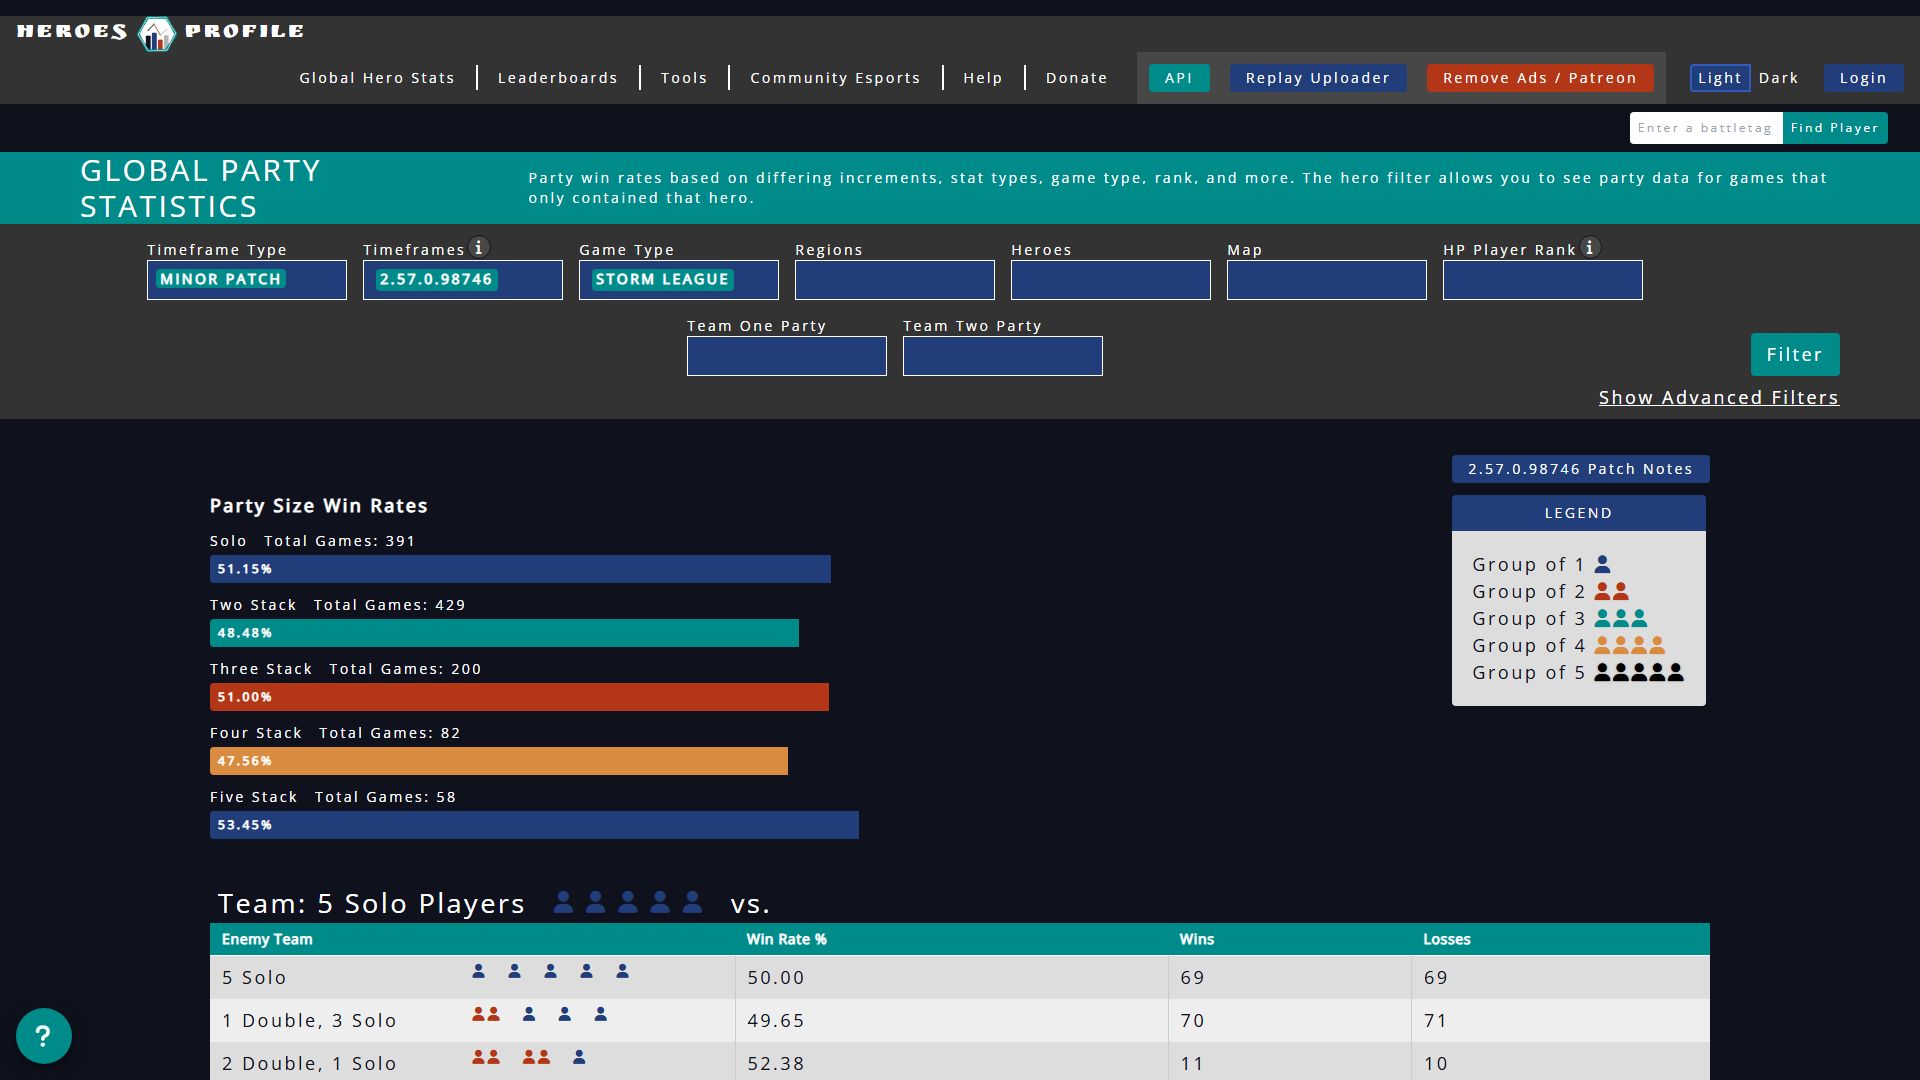 HEROES PROFILE
Global Hero Stats
Leaderboards
Tools
Community Esports
Help
Donate
API
Replay Uploader
Remove Ads / Patreon
Light
Dark
Login
Enter a battletag
Find Player
GLOBAL PARTY
STATISTICS
Party win rates based on differing increments, stat types, game type, rank, and more. The hero filter allows you to see party data for games that
only contained that hero.
Timeframe Type
Timeframes
Game Type
Regions
Heroes
Map
HP Player Rank
MINOR PATCH
2.57.0.98746
STORM LEAGUE
Team One Party
Team Two Party
Filter
Show Advanced Filters
2.57.0.98746 Patch Notes
LEGEND
Group of 1
Group of 2
Group of 3
Group of 4
Group of 5
Party Size Win Rates
Solo Total Games: 391
51.15%
Two Stack Total Games: 429
48.48%
Three Stack Total Games: 200
51.00%
Four Stack Total Games: 82
47.56%
Five Stack Total Games: 58
53.45%
Team: 5 Solo Players vs.
Enemy Team Win Rate % Wins Losses
5 Solo 50.00 69 69
1 Double, 3 Solo 49.65 70 71
2 Double, 1 Solo 52.38 11 10
?